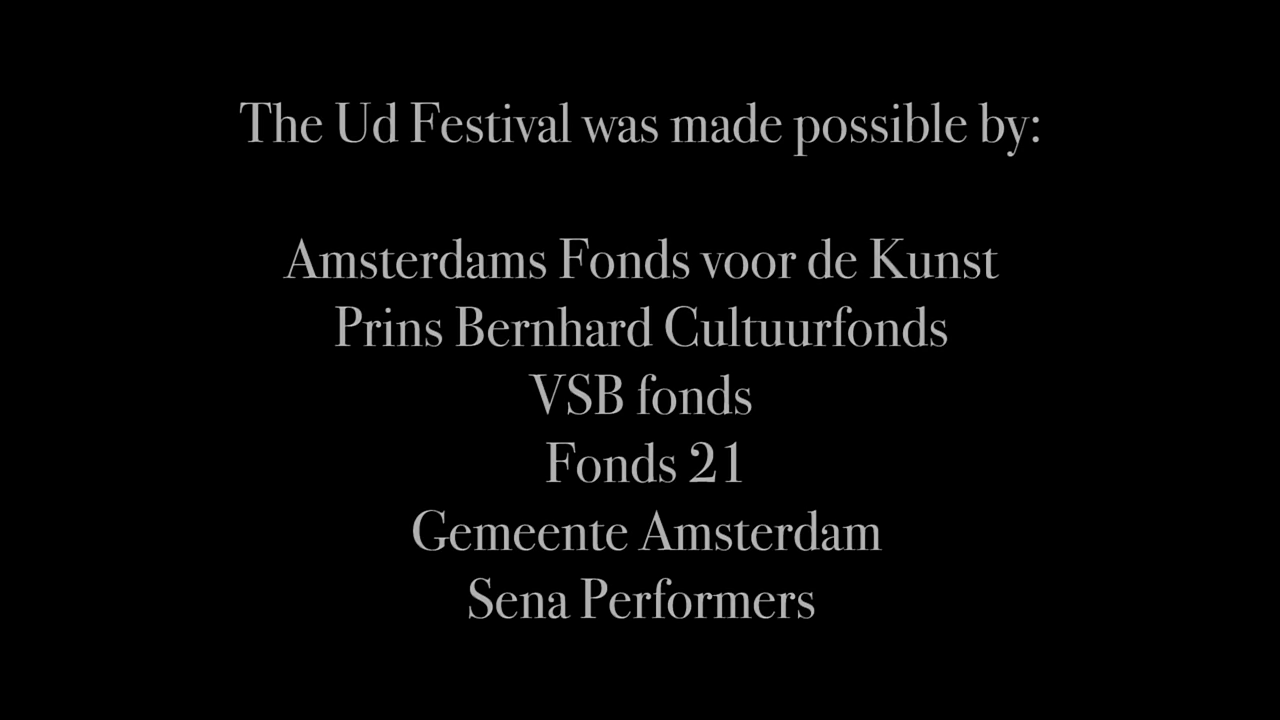 The Ud Festival was made possible by:
Amsterdams Fonds voor de Kunst
Prins Bernhard Cultuurfonds
VSB fonds
Fonds 21
Gemeente Amsterdam
Sena Performers